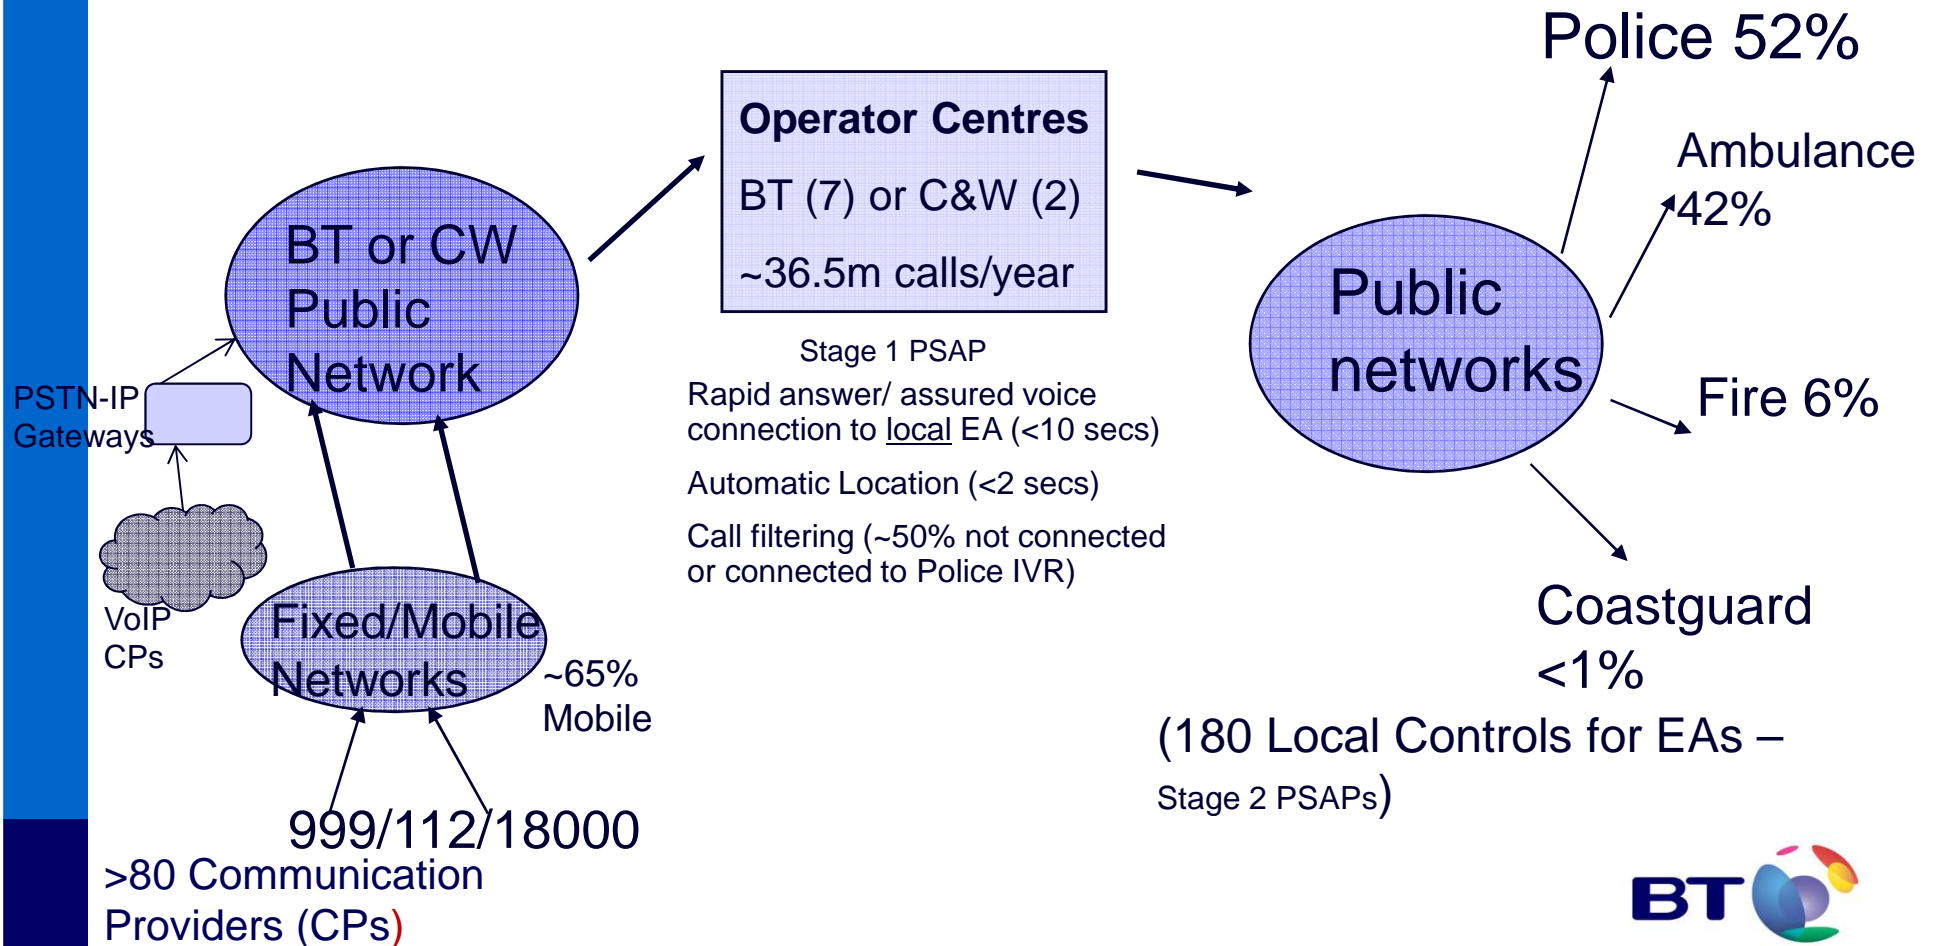 Police 52%
Operator Centres
BT (7) or C&W (2)
~36.5m calls/year
Ambulance
42%
BT or CW
Public
Network
Public
networks
Stage 1 PSAP
Rapid answer/ assured voice
connection to local EA (<10 secs)
Automatic Location (<2 secs)
Call filtering (~50% not connected
or connected to Police IVR)
PSTN-IP
Gateways
Fire 6%
VoIP
CPs
Fixed/Mobile
Networks
~65%
Mobile
Coastguard
<1%
(180 Local Controls for EAs –
Stage 2 PSAPs)
999/112/18000
>80 Communication
Providers (CPs)
BT